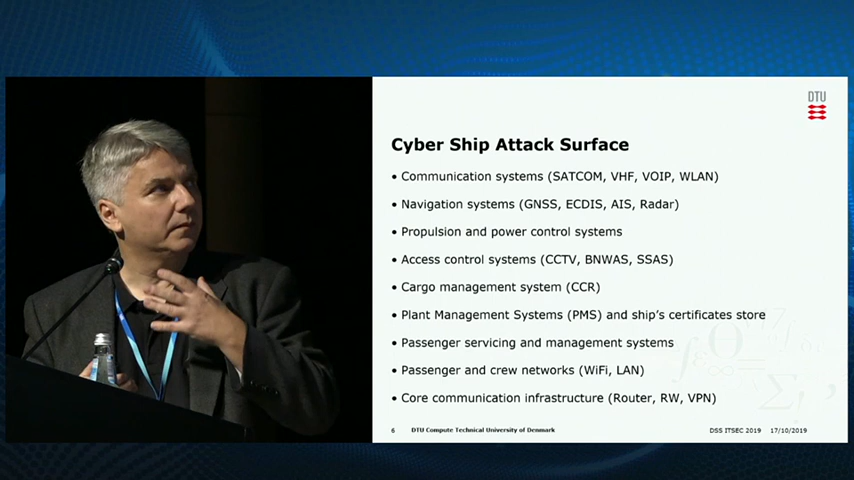 DTU
Cyber Ship Attack Surface
• Communication systems (SATCOM, VHF, VOIP, WLAN)
• Navigation systems (GNSS, ECDIS, AIS, Radar)
• Propulsion and power control systems
• Access control systems (CCTV, BNWAS, SSAS)
• Cargo management system (CCR)
• Plant Management Systems (PMS) and ship's certificates store
• Passenger servicing and management systems
• Passenger and crew networks (WiFi, LAN)
• Core communication infrastructure (Router, RW, VPN)
6 DTU Compute Technical University of Denmark DSS ITSEC 2019 17/10/2019